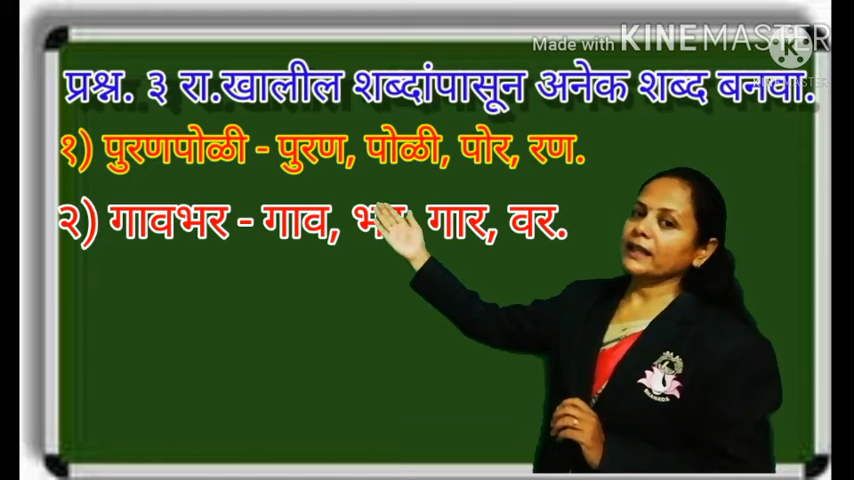 Made with KINEMASTER
प्रश्न. ३ रा.खालील शब्दांपासून अनेक शब्द बनवा.
१) पुरणपोळी - पुरण, पोळी, पोर, रण.
२) गावभर - गाव, गार, वर.